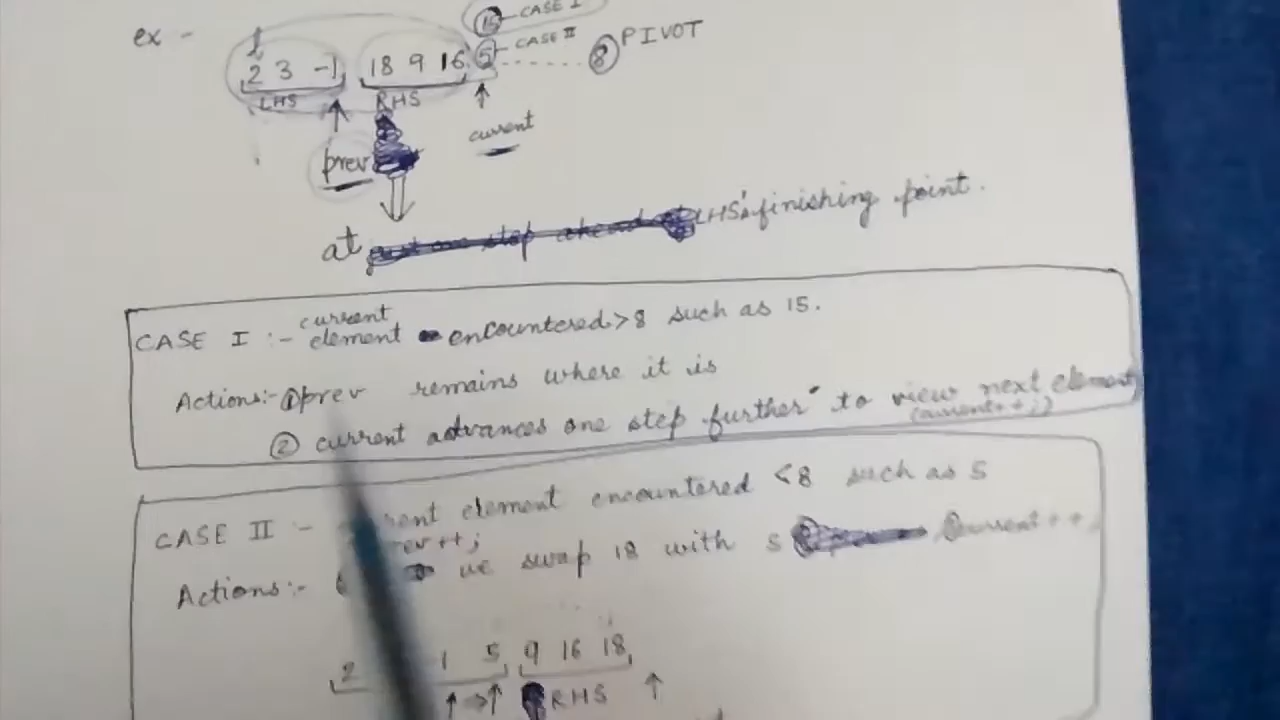 15 CASE I
ex - 2 3 -1 18 9 16 5 CASE II 8 PIVOT
LHS RHS
prev current
at LHS's finishing point.
CASE I :- current element encountered > 8 such as 15.
Actions:- ① prev remains where it is
② current advances one step further to view next element
(current++;)
CASE II :- element encountered < 8 such as 5
Actions:- we swap 18 with 5 current++;
2 1 5 9 16 18
RHS